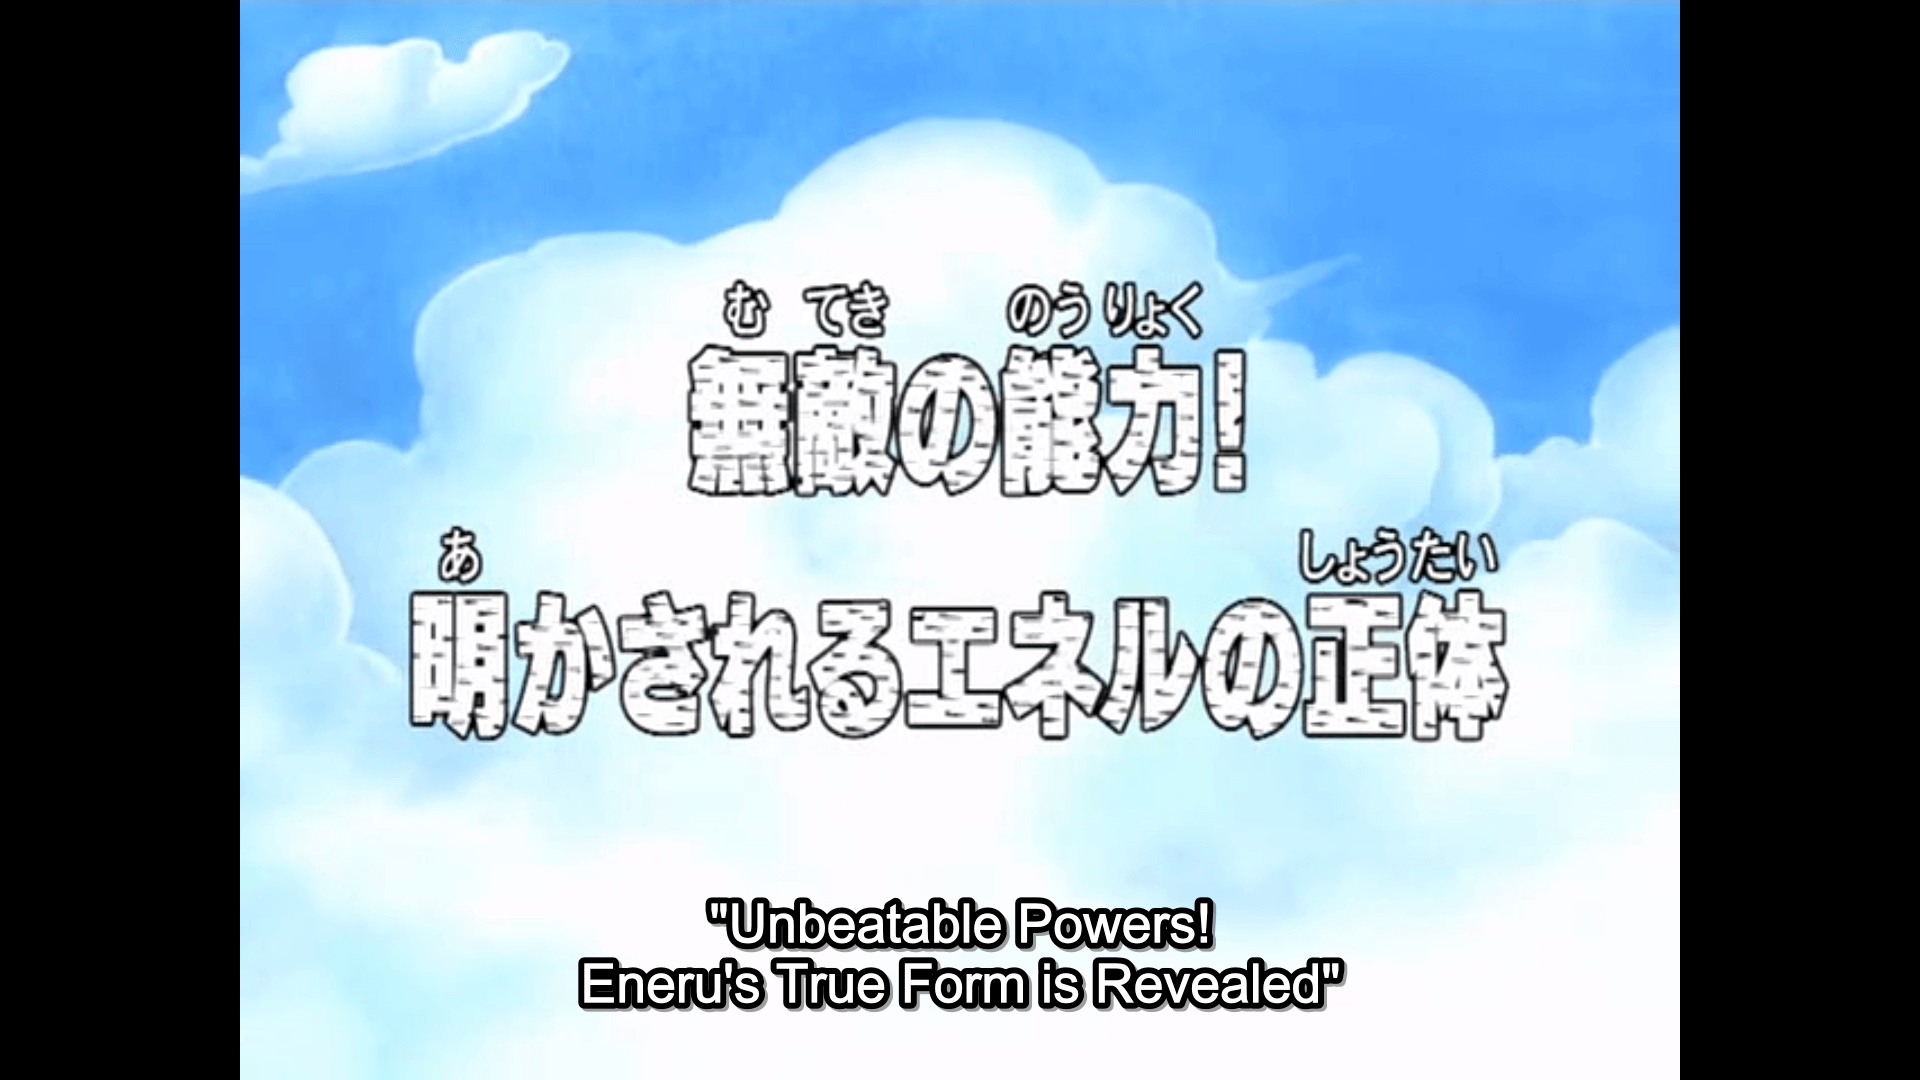 む てき のうりょく
無敵の能力!
あ しょうたい
明かされるエネルの正体
"Unbeatable Powers!
Eneru's True Form is Revealed"